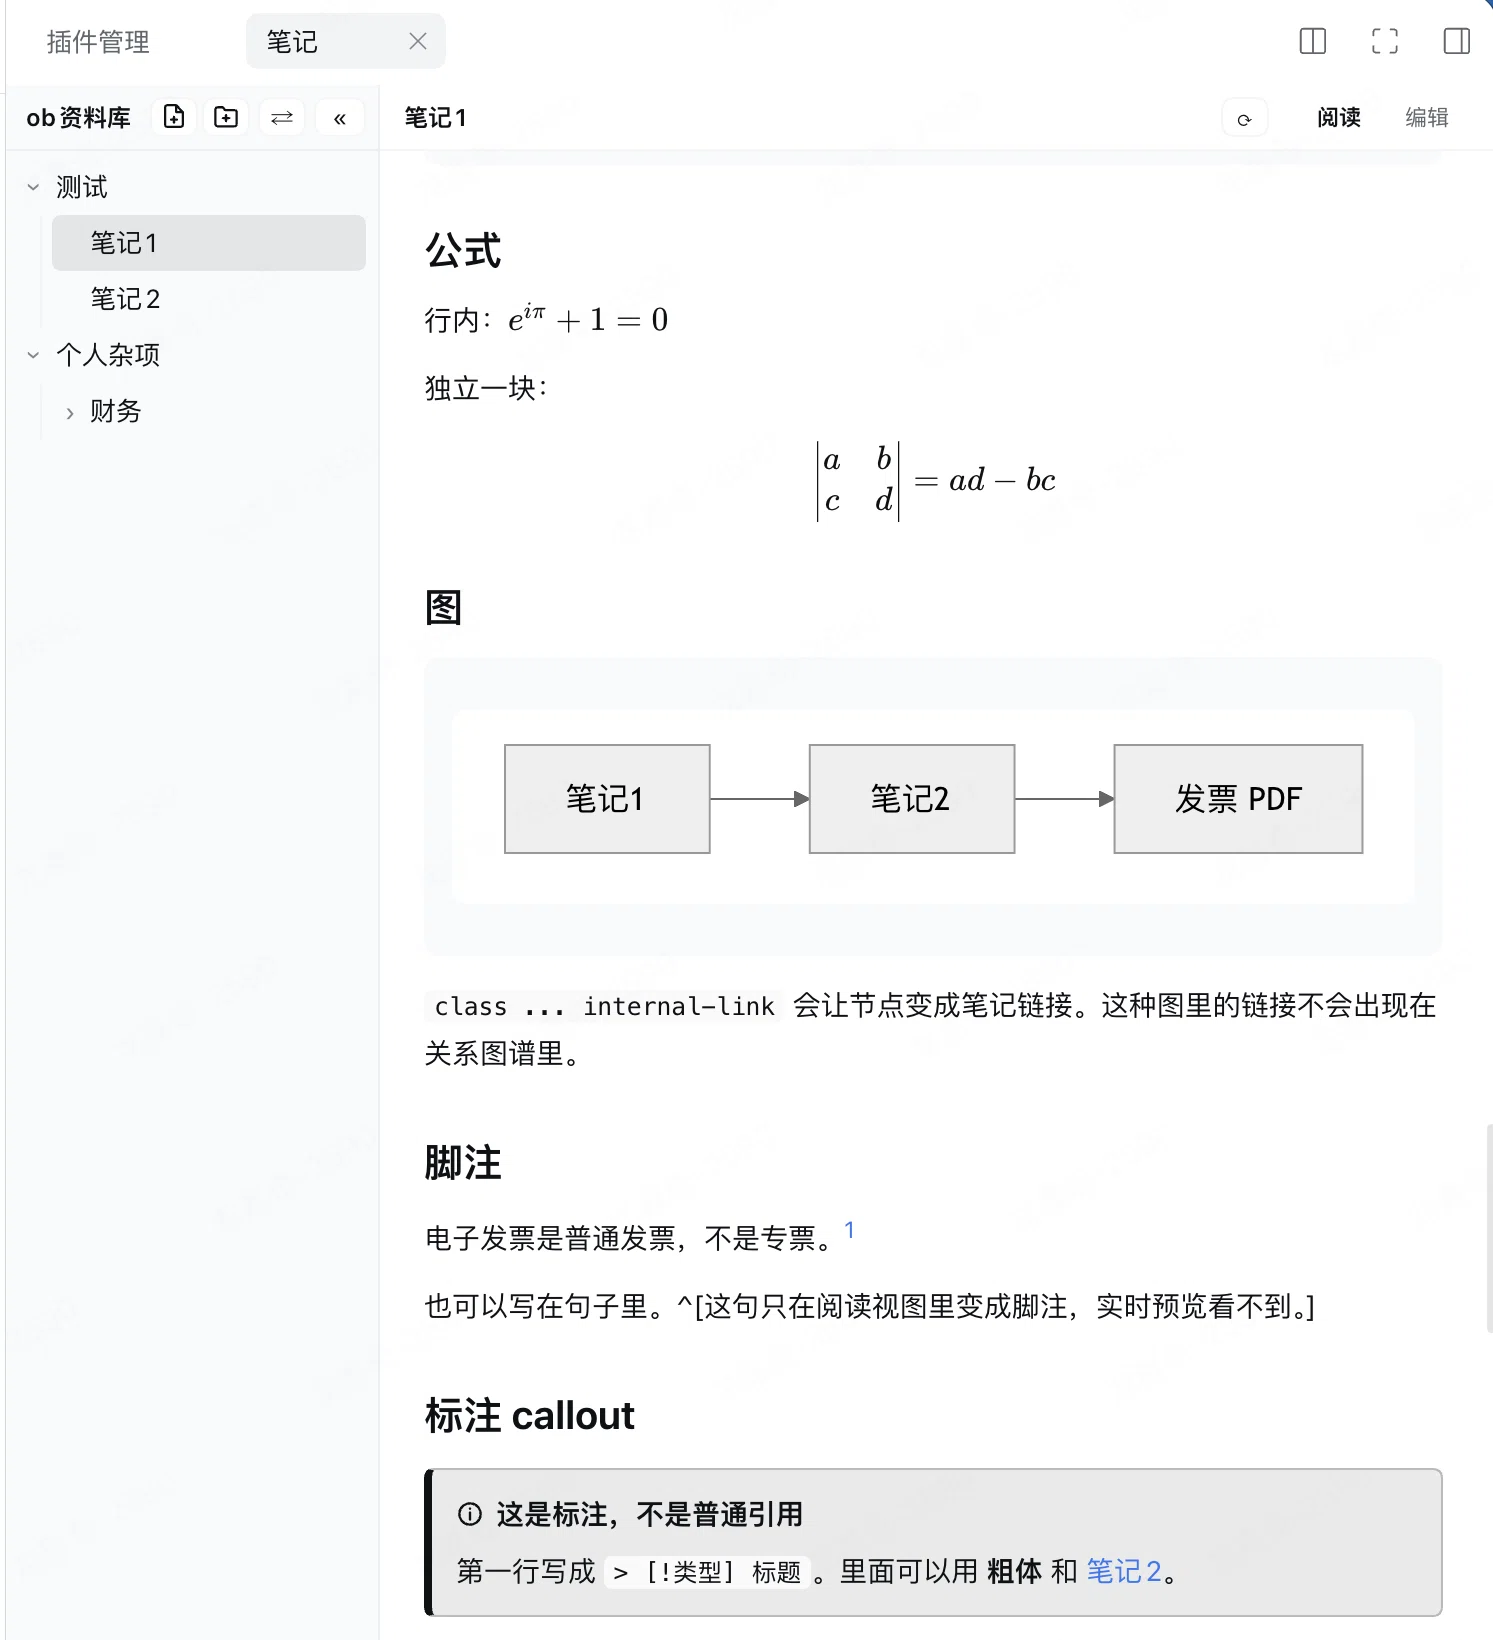 插件管理
笔记
ob资料库
笔记1
阅读
编辑
测试
笔记1
笔记2
个人杂项
财务
公式
行内：e^{iπ} + 1 = 0
独立一块：
|a b|
|c d| = ad − bc
图
笔记1
笔记2
发票 PDF
class ... internal-link 会让节点变成笔记链接。这种图里的链接不会出现在
关系图谱里。
脚注
电子发票是普通发票，不是专票。1
也可以写在句子里。^[这句只在阅读视图里变成脚注，实时预览看不到。]
标注 callout
这是标注，不是普通引用
第一行写成 > [!类型] 标题 。里面可以用 粗体 和 笔记2。